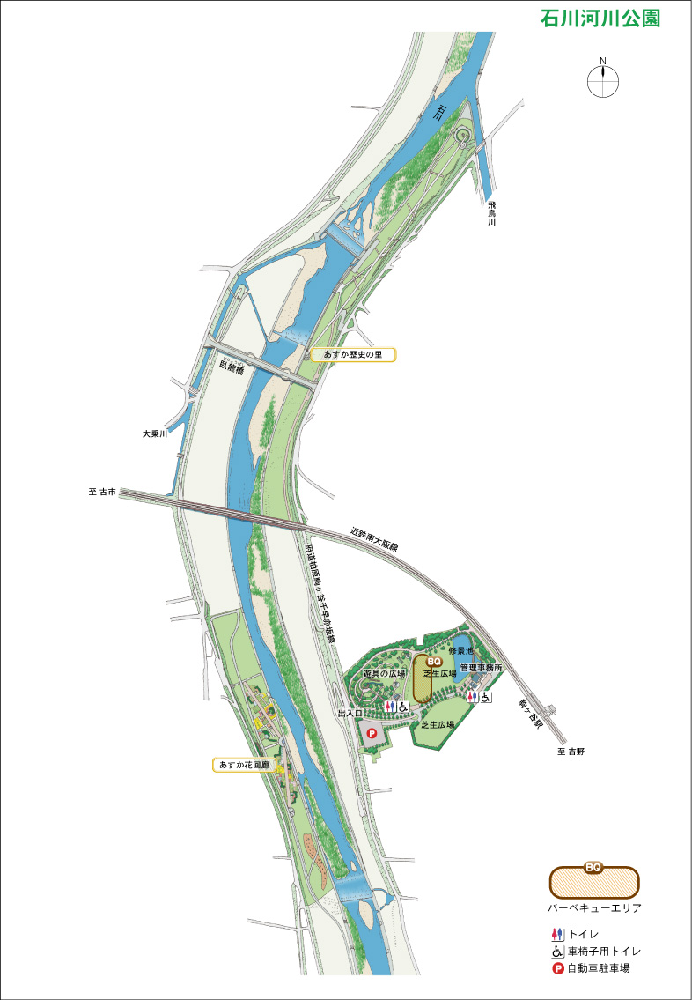 石川河川公園
N
石川
飛鳥川
あすか歴史の里
臥龍橋
大乗川
至 古市
近鉄南大阪線
府道柏原駒ヶ谷千早赤坂線
BQ
修景池
遊具の広場
芝生広場
管理事務所
出入口
P
芝生広場
駒ヶ谷駅
至 吉野
あすか花回廊
BQ
バーベキューエリア
トイレ
車椅子用トイレ
P 自動車駐車場